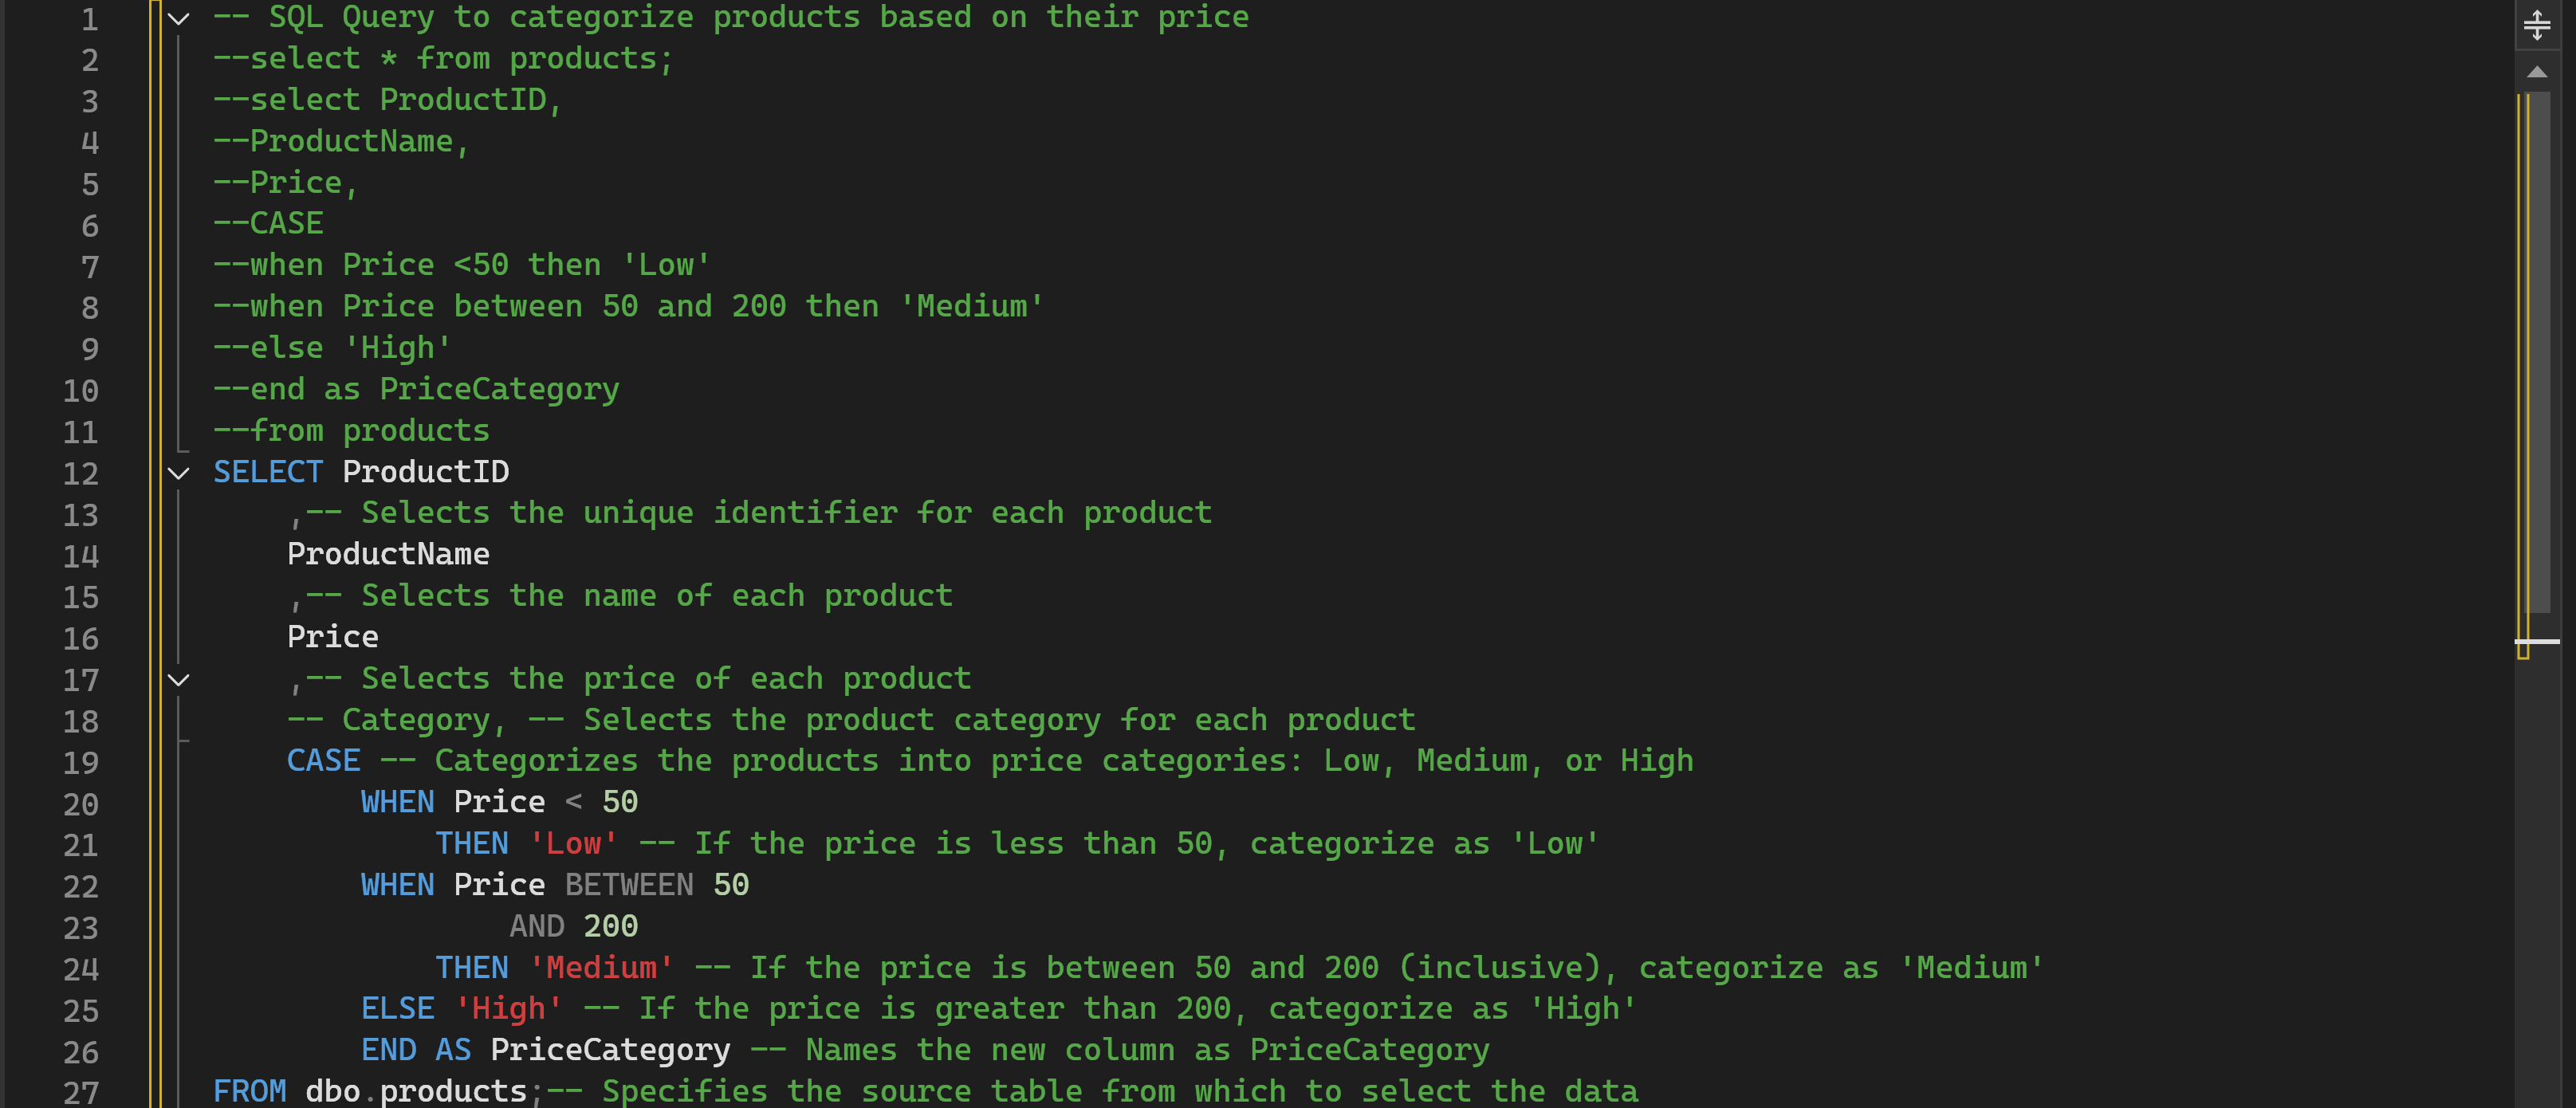 1 -- SQL Query to categorize products based on their price
2 --select * from products;
3 --select ProductID,
4 --ProductName,
5 --Price,
6 --CASE
7 --when Price <50 then 'Low'
8 --when Price between 50 and 200 then 'Medium'
9 --else 'High'
10 --end as PriceCategory
11 --from products
12 SELECT ProductID
13     ,-- Selects the unique identifier for each product
14     ProductName
15     ,-- Selects the name of each product
16     Price
17     ,-- Selects the price of each product
18     -- Category, -- Selects the product category for each product
19     CASE -- Categorizes the products into price categories: Low, Medium, or High
20         WHEN Price < 50
21             THEN 'Low' -- If the price is less than 50, categorize as 'Low'
22         WHEN Price BETWEEN 50
23                 AND 200
24             THEN 'Medium' -- If the price is between 50 and 200 (inclusive), categorize as 'Medium'
25         ELSE 'High' -- If the price is greater than 200, categorize as 'High'
26         END AS PriceCategory -- Names the new column as PriceCategory
27 FROM dbo.products;-- Specifies the source table from which to select the data